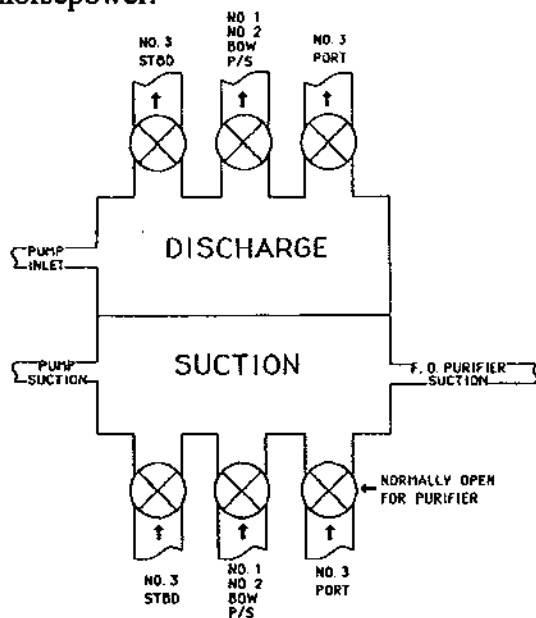 horsepower.
NO. 3
STBD
NO. 1
NO 2
BOW
P/S
NO. 3
PORT
DISCHARGE
PUMP
INLET
SUCTION
PUMP
SUCTION
F.O. PURIFIER
SUCTION
NORMALLY OPEN
FOR PURIFIER
NO. 3
STBD
NO. 1
NO 2
BOW
P/S
NO. 3
PORT